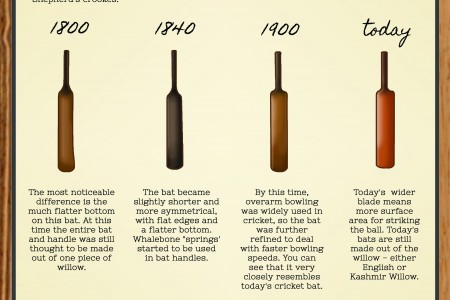 Shepherd's Crookes.
1800
1840
1900
today
The most noticeable
difference is the
much flatter bottom
on this bat. At this
time the entire bat
and handle was still
thought to be made
out of one piece of
willow.
The bat became
slightly shorter and
more symmetrical,
with flat edges and
a flatter bottom.
Whalebone 'springs'
started to be used
in bat handles.
By this time,
overarm bowling
was widely used in
cricket, so the bat
was further
refined to deal
with faster bowling
speeds. You can
see that it very
closely resembles
today's cricket bat.
Today's wider
blade means
more surface
area for striking
the ball. Today's
bats are still
made out of the
willow - either
English or
Kashmir Willow.